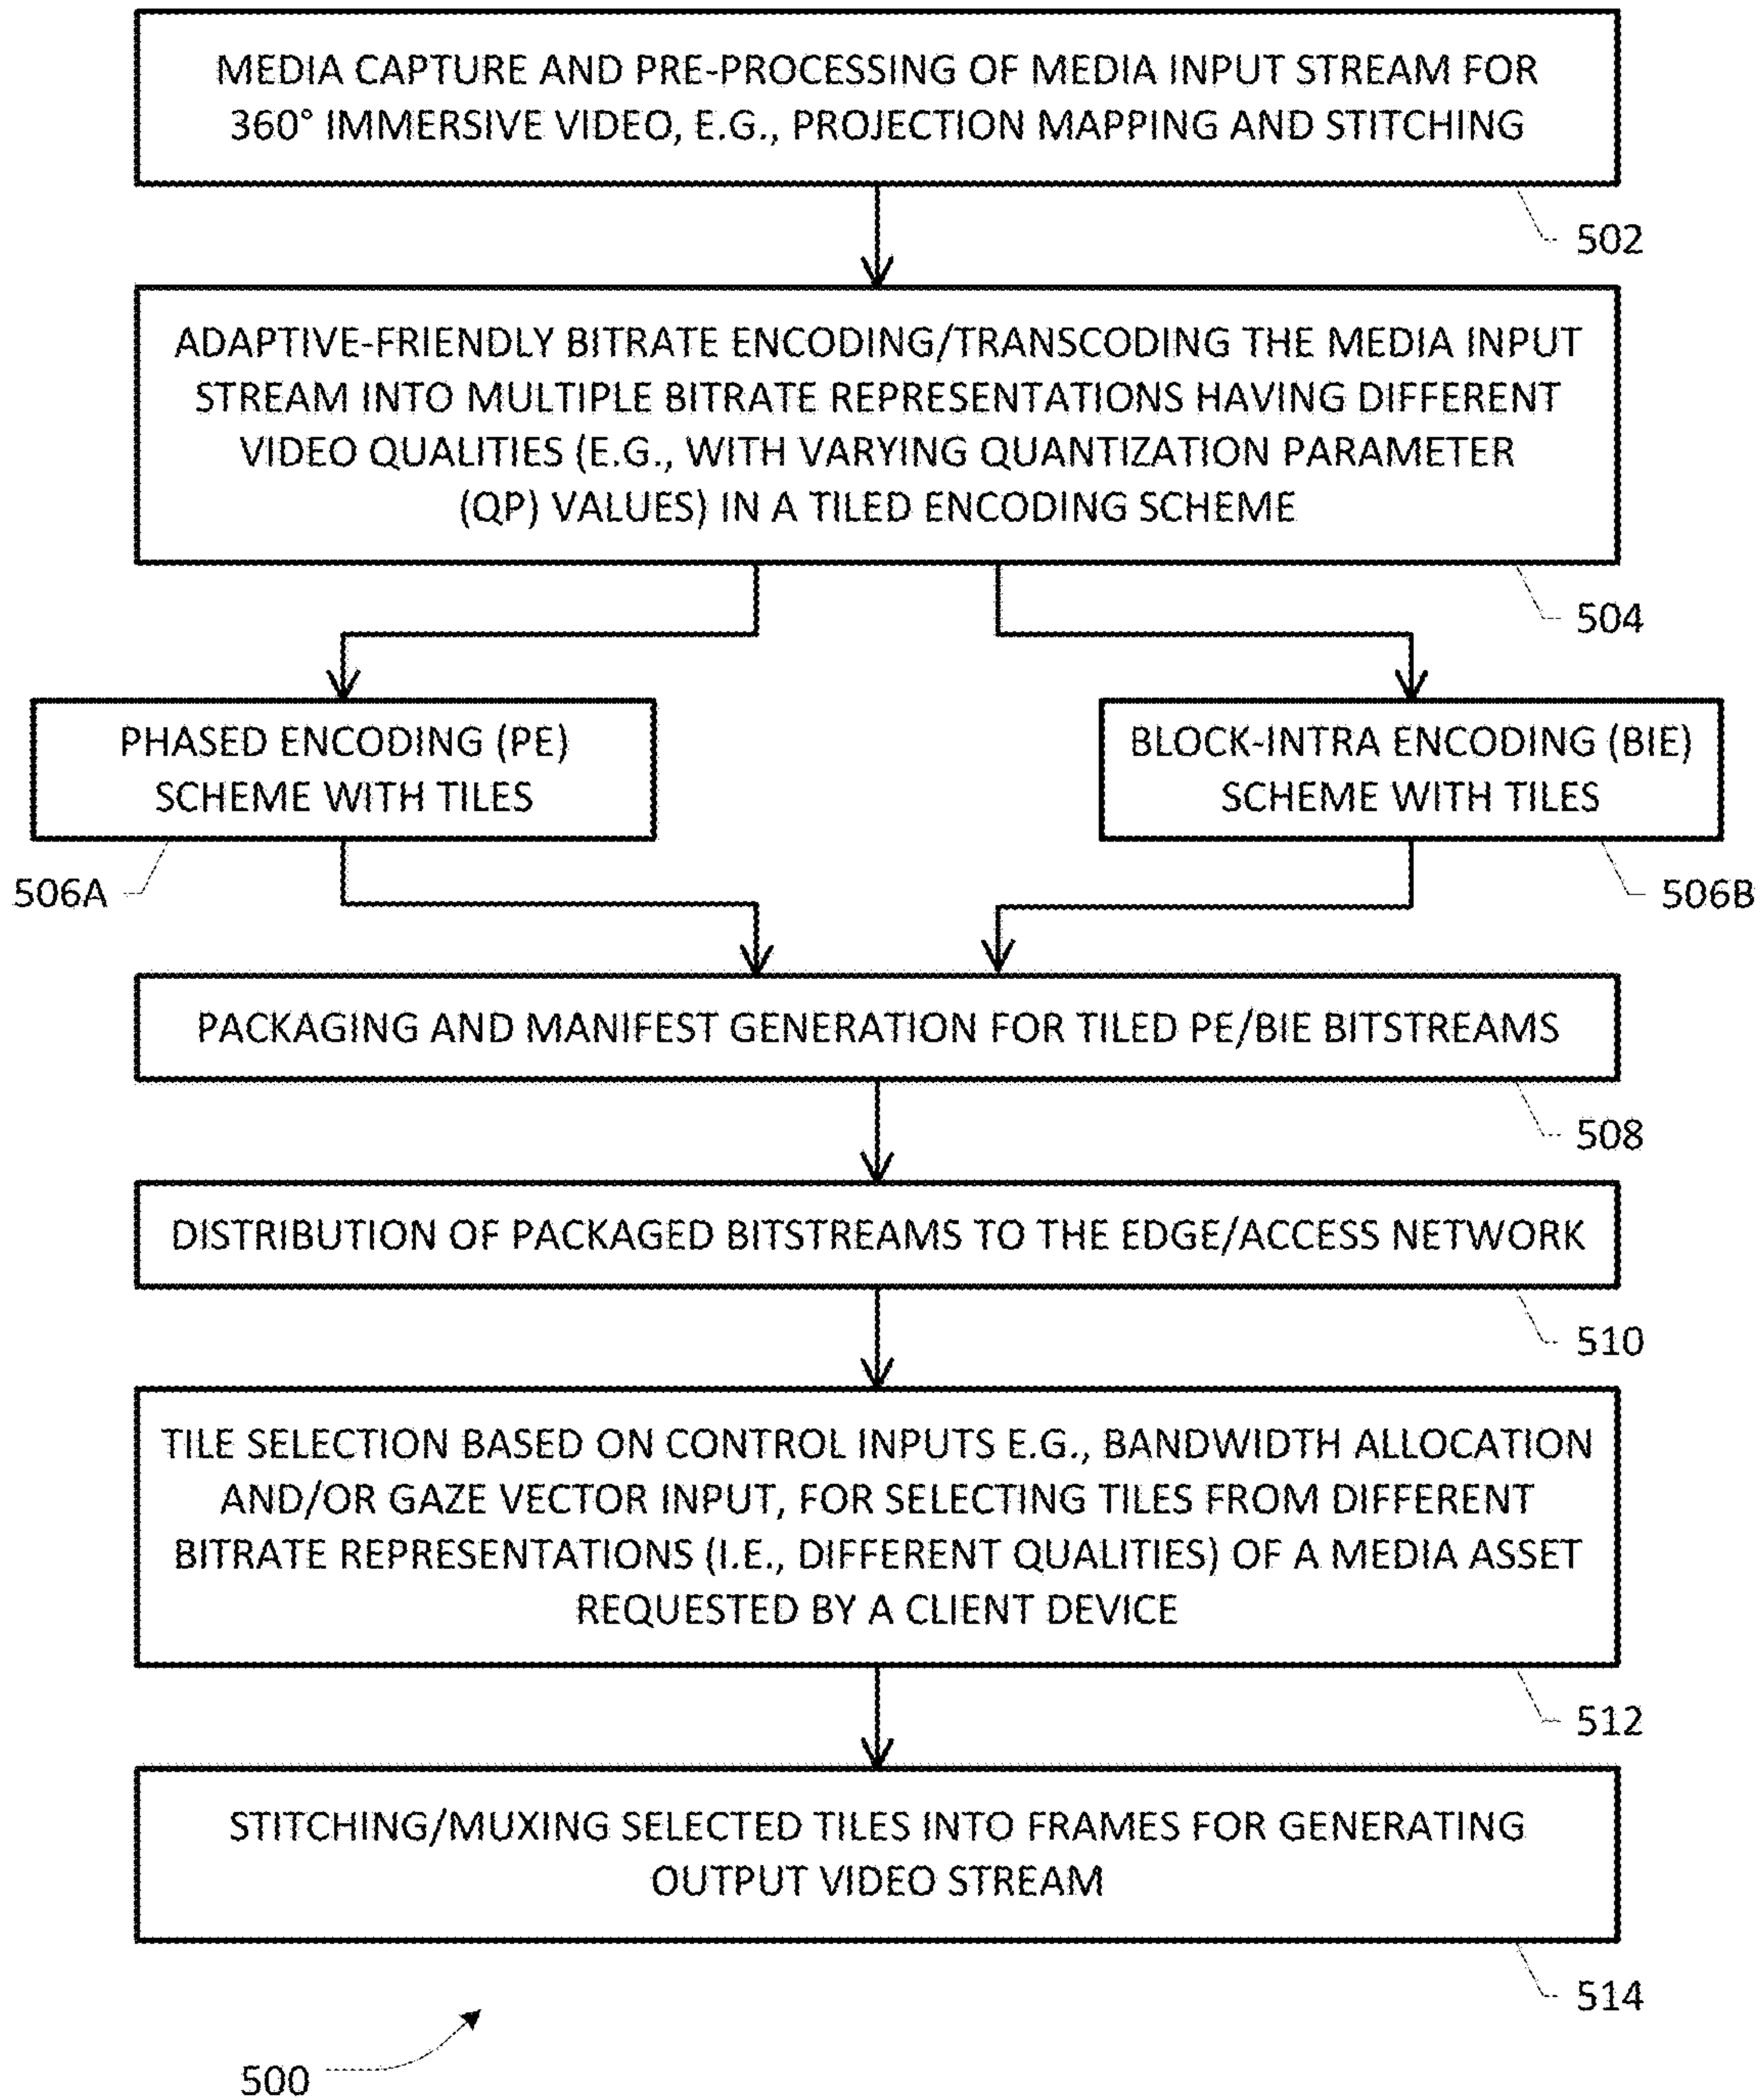 MEDIA CAPTURE AND PRE-PROCESSING OF MEDIA INPUT STREAM FOR
360° IMMERSIVE VIDEO, E.G., PROJECTION MAPPING AND STITCHING
502
ADAPTIVE-FRIENDLY BITRATE ENCODING/TRANSCODING THE MEDIA INPUT
STREAM INTO MULTIPLE BITRATE REPRESENTATIONS HAVING DIFFERENT
VIDEO QUALITIES (E.G., WITH VARYING QUANTIZATION PARAMETER
(QP) VALUES) IN A TILED ENCODING SCHEME
504
PHASED ENCODING (PE)
SCHEME WITH TILES
506A
BLOCK-INTRA ENCODING (BIE)
SCHEME WITH TILES
506B
PACKAGING AND MANIFEST GENERATION FOR TILED PE/BIE BITSTREAMS
508
DISTRIBUTION OF PACKAGED BITSTREAMS TO THE EDGE/ACCESS NETWORK
510
TILE SELECTION BASED ON CONTROL INPUTS E.G., BANDWIDTH ALLOCATION
AND/OR GAZE VECTOR INPUT, FOR SELECTING TILES FROM DIFFERENT
BITRATE REPRESENTATIONS (I.E., DIFFERENT QUALITIES) OF A MEDIA ASSET
REQUESTED BY A CLIENT DEVICE
512
STITCHING/MUXING SELECTED TILES INTO FRAMES FOR GENERATING
OUTPUT VIDEO STREAM
514
500